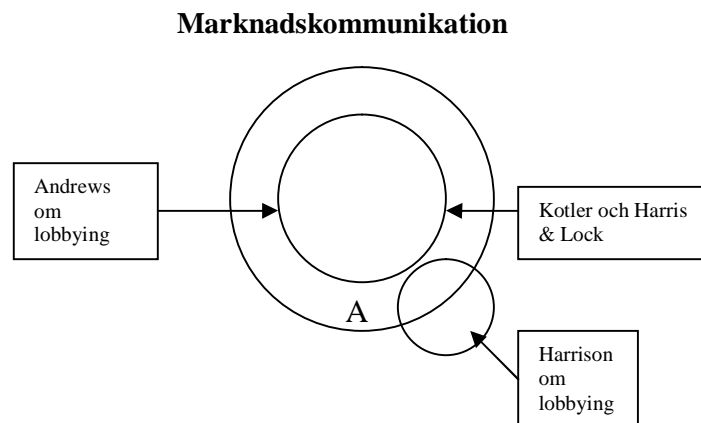 Marknadskommunikation
Andrews
om
lobbying
Kotler och Harris
& Lock
A
Harrison
om
lobbying